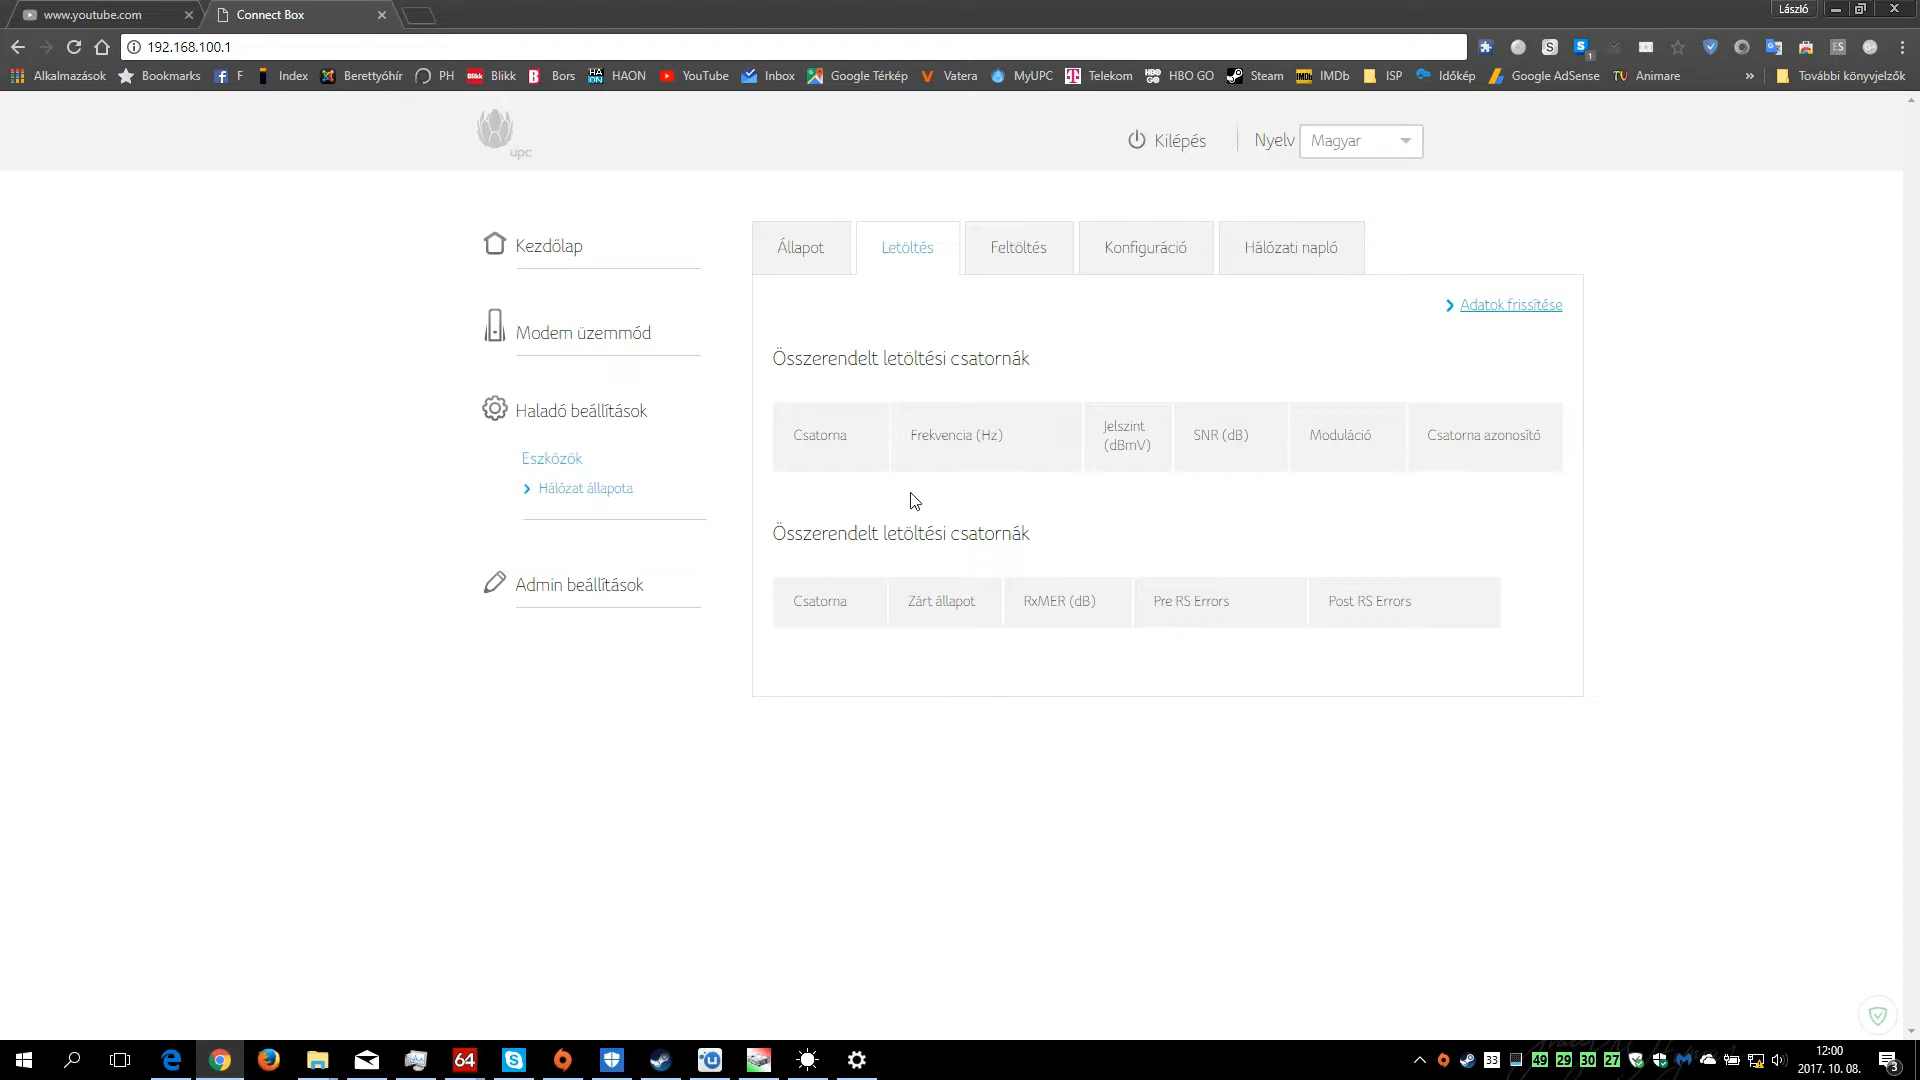 www.youtube.com
Connect Box
László
192.168.100.1
Alkalmazások Bookmarks F Index Berettyóhír PH Blikk Bors HAON YouTube Inbox Google Térkép Vatera MyUPC Telekom HBO GO Steam IMDb ISP Időkép Google AdSense TV Animare » További könyvjelzők
upc
Kilépés
Nyelv
Magyar
Kezdőlap
Modem üzemmód
Haladó beállítások
Eszközök
Hálózat állapota
Admin beállítások
Állapot
Letöltés
Feltöltés
Konfiguráció
Hálózati napló
Adatok frissítése
Összerendelt letöltési csatornák
Csatorna
Frekvencia (Hz)
Jelszint
(dBmV)
SNR (dB)
Moduláció
Csatorna azonosító
Összerendelt letöltési csatornák
Csatorna
Zárt állapot
RxMER (dB)
Pre RS Errors
Post RS Errors
64
33
49
29
30
27
12:00
2017. 10. 08.
3